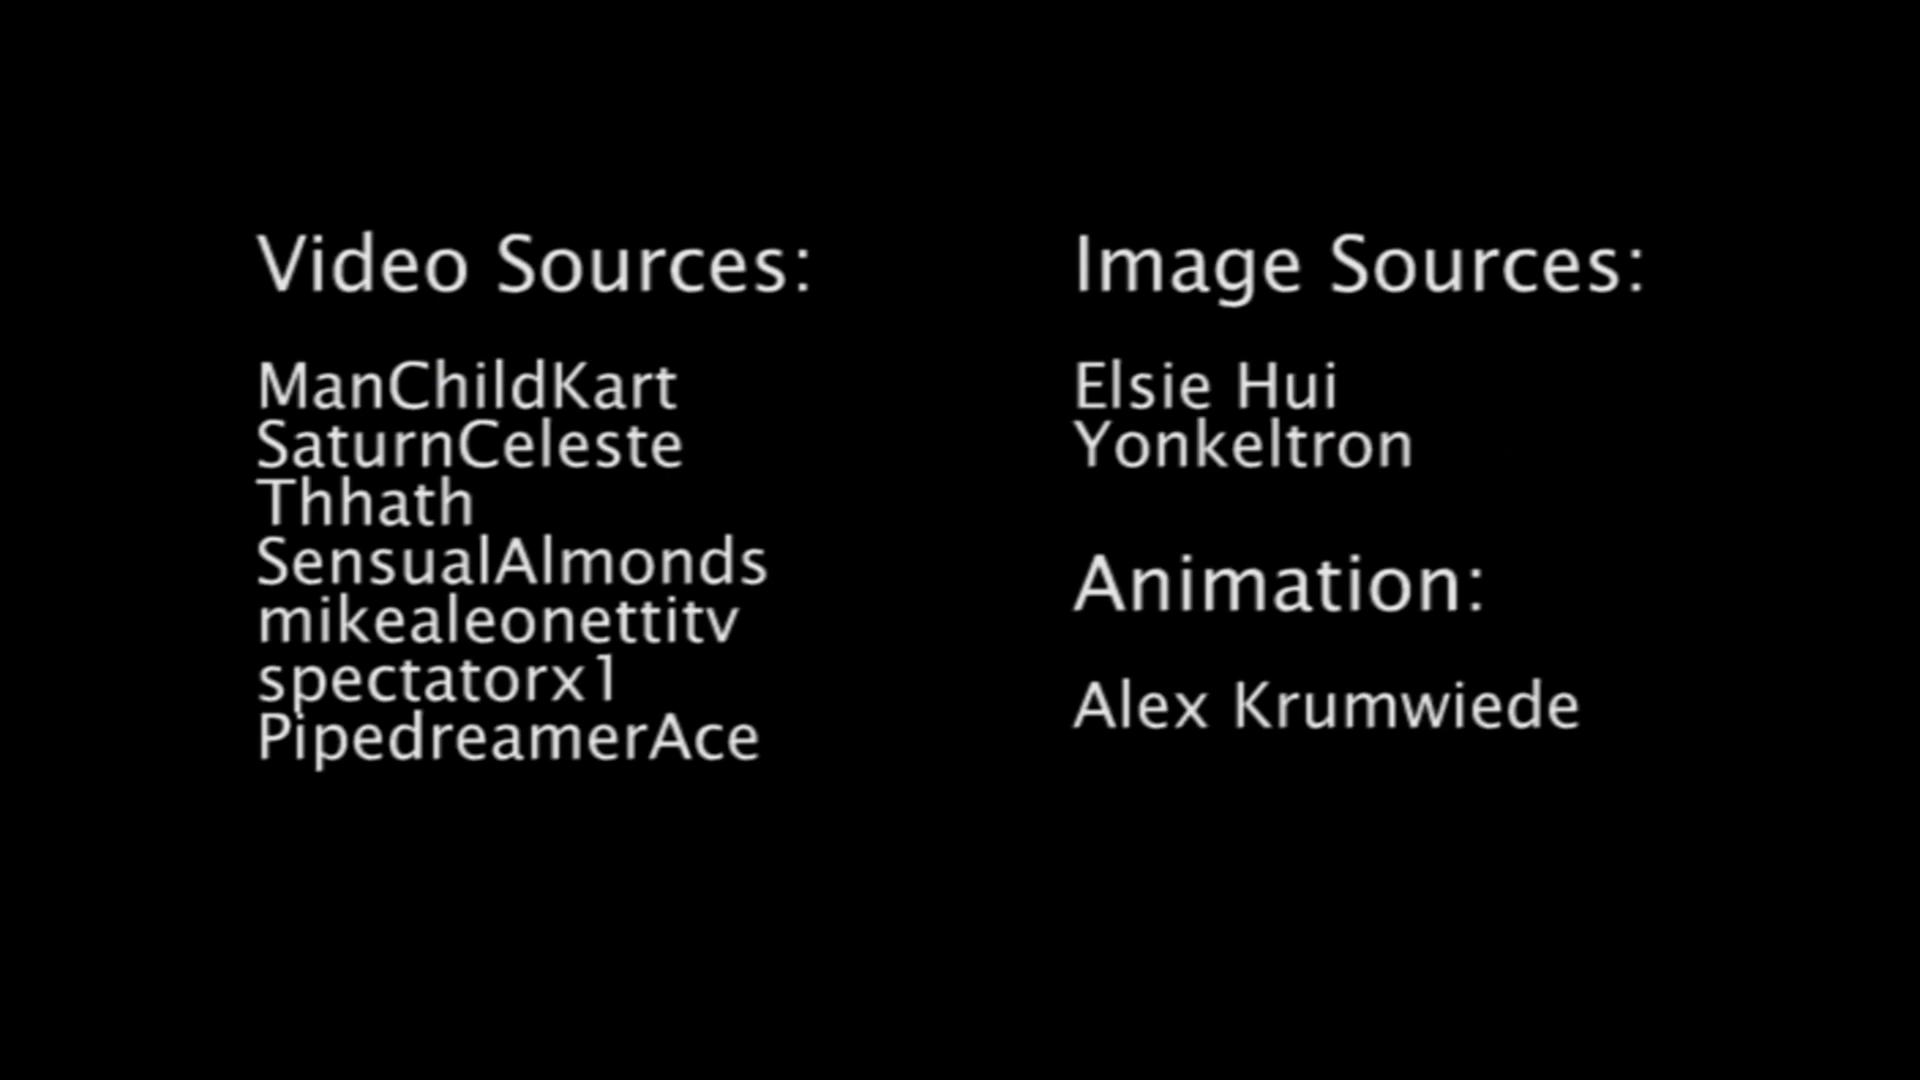 Video Sources:
ManChildKart
SaturnCeleste
Thhath
SensualAlmonds
mikealeonettitv
spectatorx1
PipedreamerAce
Image Sources:
Elsie Hui
Yonkeltron
Animation:
Alex Krumwiede